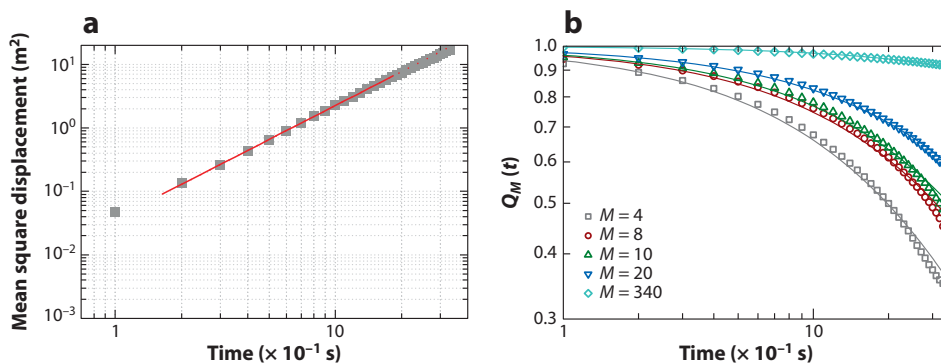 a
Mean square displacement (m²)
10¹
10⁰
10⁻¹
10⁻²
10⁻³
1
10
Time (× 10⁻¹ s)
b
Q_M (t)
1.0
0.9
0.8
0.7
0.6
0.5
0.4
0.3
M = 4
M = 8
M = 10
M = 20
M = 340
1
10
Time (× 10⁻¹ s)